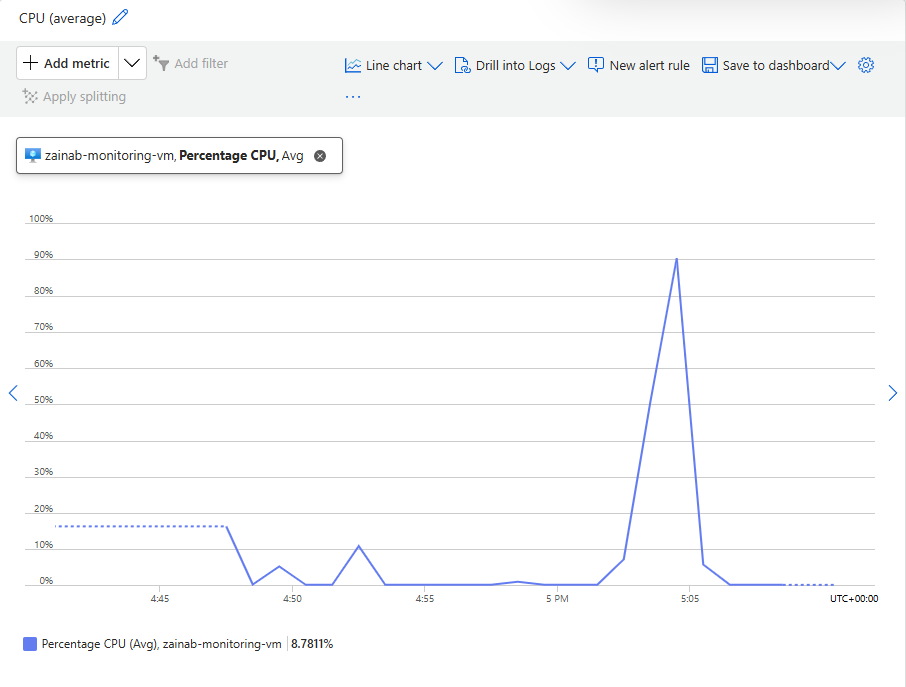 CPU (average)
Add metric
Add filter
Line chart
Drill into Logs
New alert rule
Save to dashboard
Apply splitting
...
zainab-monitoring-vm, Percentage CPU, Avg
100%
90%
80%
70%
60%
50%
40%
30%
20%
10%
0%
4:45
4:50
4:55
5 PM
5:05
UTC+00:00
Percentage CPU (Avg), zainab-monitoring-vm
8.7811%